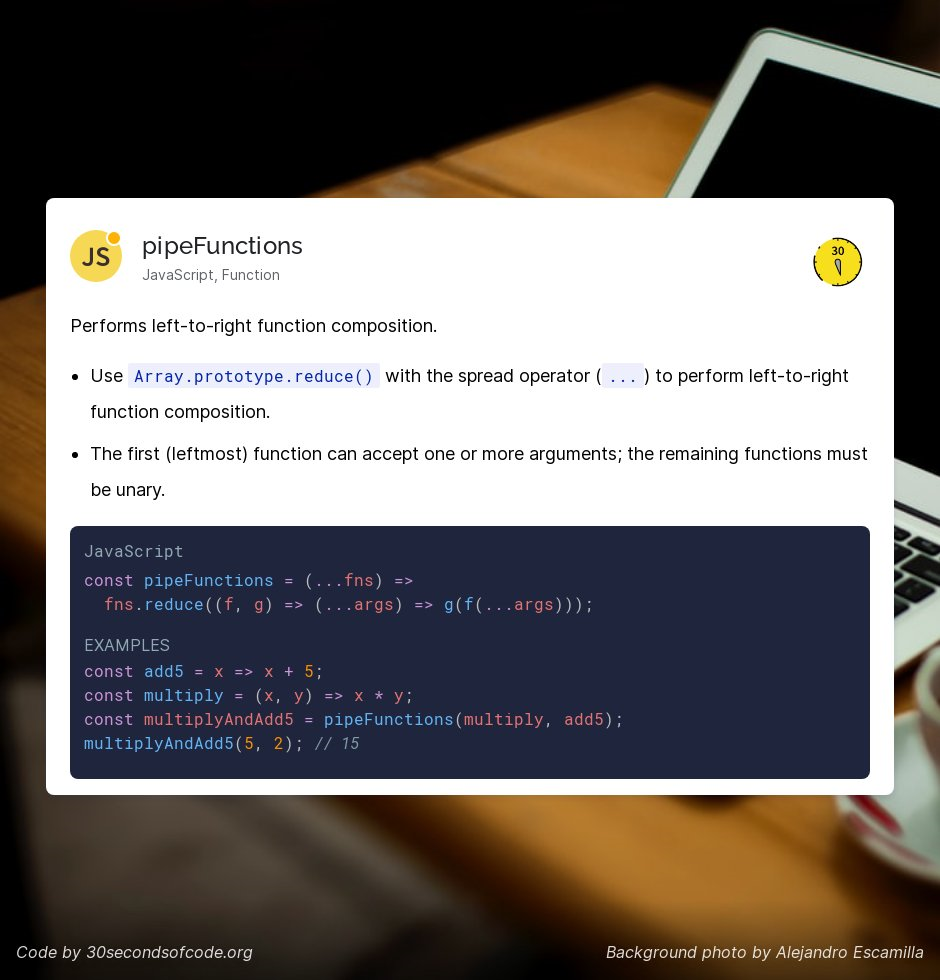 JS
pipeFunctions
JavaScript, Function
30
Performs left-to-right function composition.
• Use Array.prototype.reduce() with the spread operator (...) to perform left-to-right
function composition.
• The first (leftmost) function can accept one or more arguments; the remaining functions must
be unary.
JavaScript
const pipeFunctions = (...fns) =>
  fns.reduce((f, g) => (...args) => g(f(...args)));
EXAMPLES
const add5 = x => x + 5;
const multiply = (x, y) => x * y;
const multiplyAndAdd5 = pipeFunctions(multiply, add5);
multiplyAndAdd5(5, 2); // 15
Code by 30secondsofcode.org
Background photo by Alejandro Escamilla